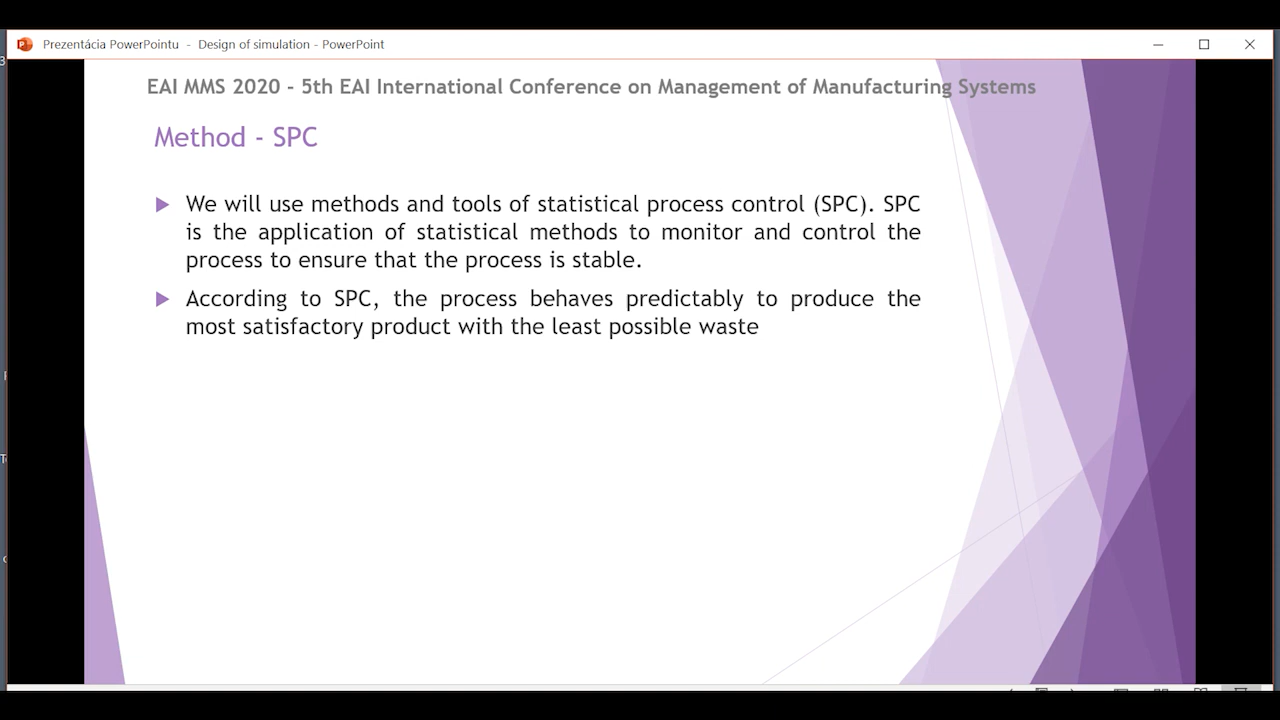 Prezentácia PowerPointu - Design of simulation - PowerPoint
EAI MMS 2020 - 5th EAI International Conference on Management of Manufacturing Systems
Method - SPC
We will use methods and tools of statistical process control (SPC). SPC
is the application of statistical methods to monitor and control the
process to ensure that the process is stable.
According to SPC, the process behaves predictably to produce the
most satisfactory product with the least possible waste